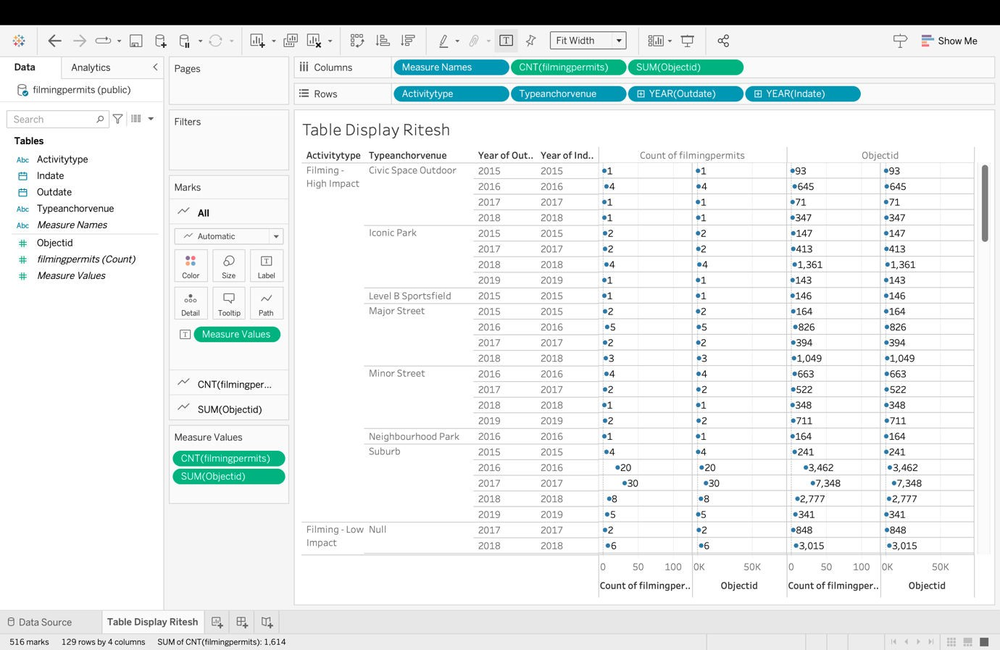 Fit Width
Show Me
Data
Analytics
filmingpermits (public)
Search
Tables
Abc Activitytype
Indate
Outdate
Abc Typeanchorvenue
Abc Measure Names
Objectid
filmingpermits (Count)
Measure Values
Pages
Filters
Marks
All
Automatic
Color Size Label
Detail Tooltip Path
Measure Values
CNT(filmingper...
SUM(Objectid)
Measure Values
CNT(filmingpermits)
SUM(Objectid)
Columns Measure Names CNT(filmingpermits) SUM(Objectid)
Rows Activitytype Typeanchorvenue YEAR(Outdate) YEAR(Indate)
Table Display Ritesh
Activitytype Typeanchorvenue Year of Out.. Year of Ind.. Count of filmingpermits Objectid
Filming - Civic Space Outdoor 2015 2015 1 1 93 93
High Impact 2016 2016 4 4 645 645
2017 2017 1 1 71 71
2018 2018 1 1 347 347
Iconic Park 2015 2015 2 2 147 147
2017 2017 2 2 413 413
2018 2018 4 4 1,361 1,361
2019 2019 1 1 143 143
Level B Sportsfield 2015 2015 1 1 146 146
Major Street 2015 2015 2 2 164 164
2016 2016 5 5 826 826
2017 2017 2 2 394 394
2018 2018 3 3 1,049 1,049
Minor Street 2016 2016 4 4 663 663
2017 2017 2 2 522 522
2018 2018 1 1 348 348
2019 2019 2 2 711 711
Neighbourhood Park 2016 2016 1 1 164 164
Suburb 2015 2015 4 4 241 241
2016 2016 20 20 3,462 3,462
2017 2017 30 30 7,348 7,348
2018 2018 8 8 2,777 2,777
2019 2019 5 5 341 341
Filming - Low Null 2017 2017 2 2 848 848
Impact 2018 2018 6 6 3,015 3,015
0 50 100 0K 50K 0 50 100 0K 50K
Count of filmingper.. Objectid Count of filmingper.. Objectid
Data Source Table Display Ritesh
516 marks 129 rows by 4 columns SUM of CNT(filmingpermits): 1,614